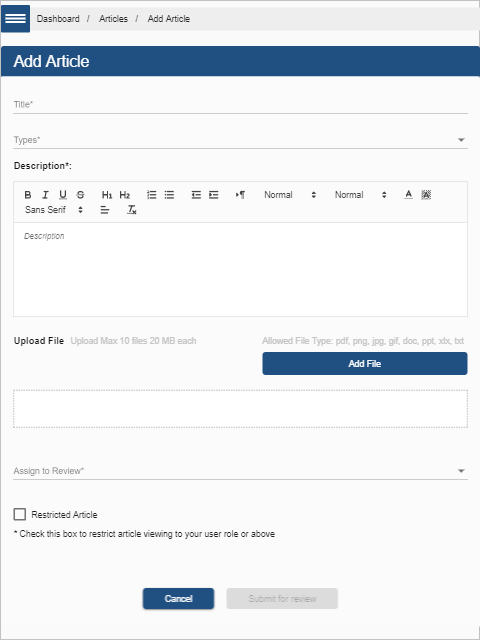 Dashboard / Articles / Add Article
Add Article
Title*
Types*
Description*:
B I U S H1 H2 ¶ Normal Normal A A
Sans Serif Tx
Description
Upload File Upload Max 10 files 20 MB each Allowed File Type: pdf, png, jpg, gif, doc, ppt, xlx, txt
Add File
Assign to Review*
Restricted Article
* Check this box to restrict article viewing to your user role or above
Cancel Submit for review